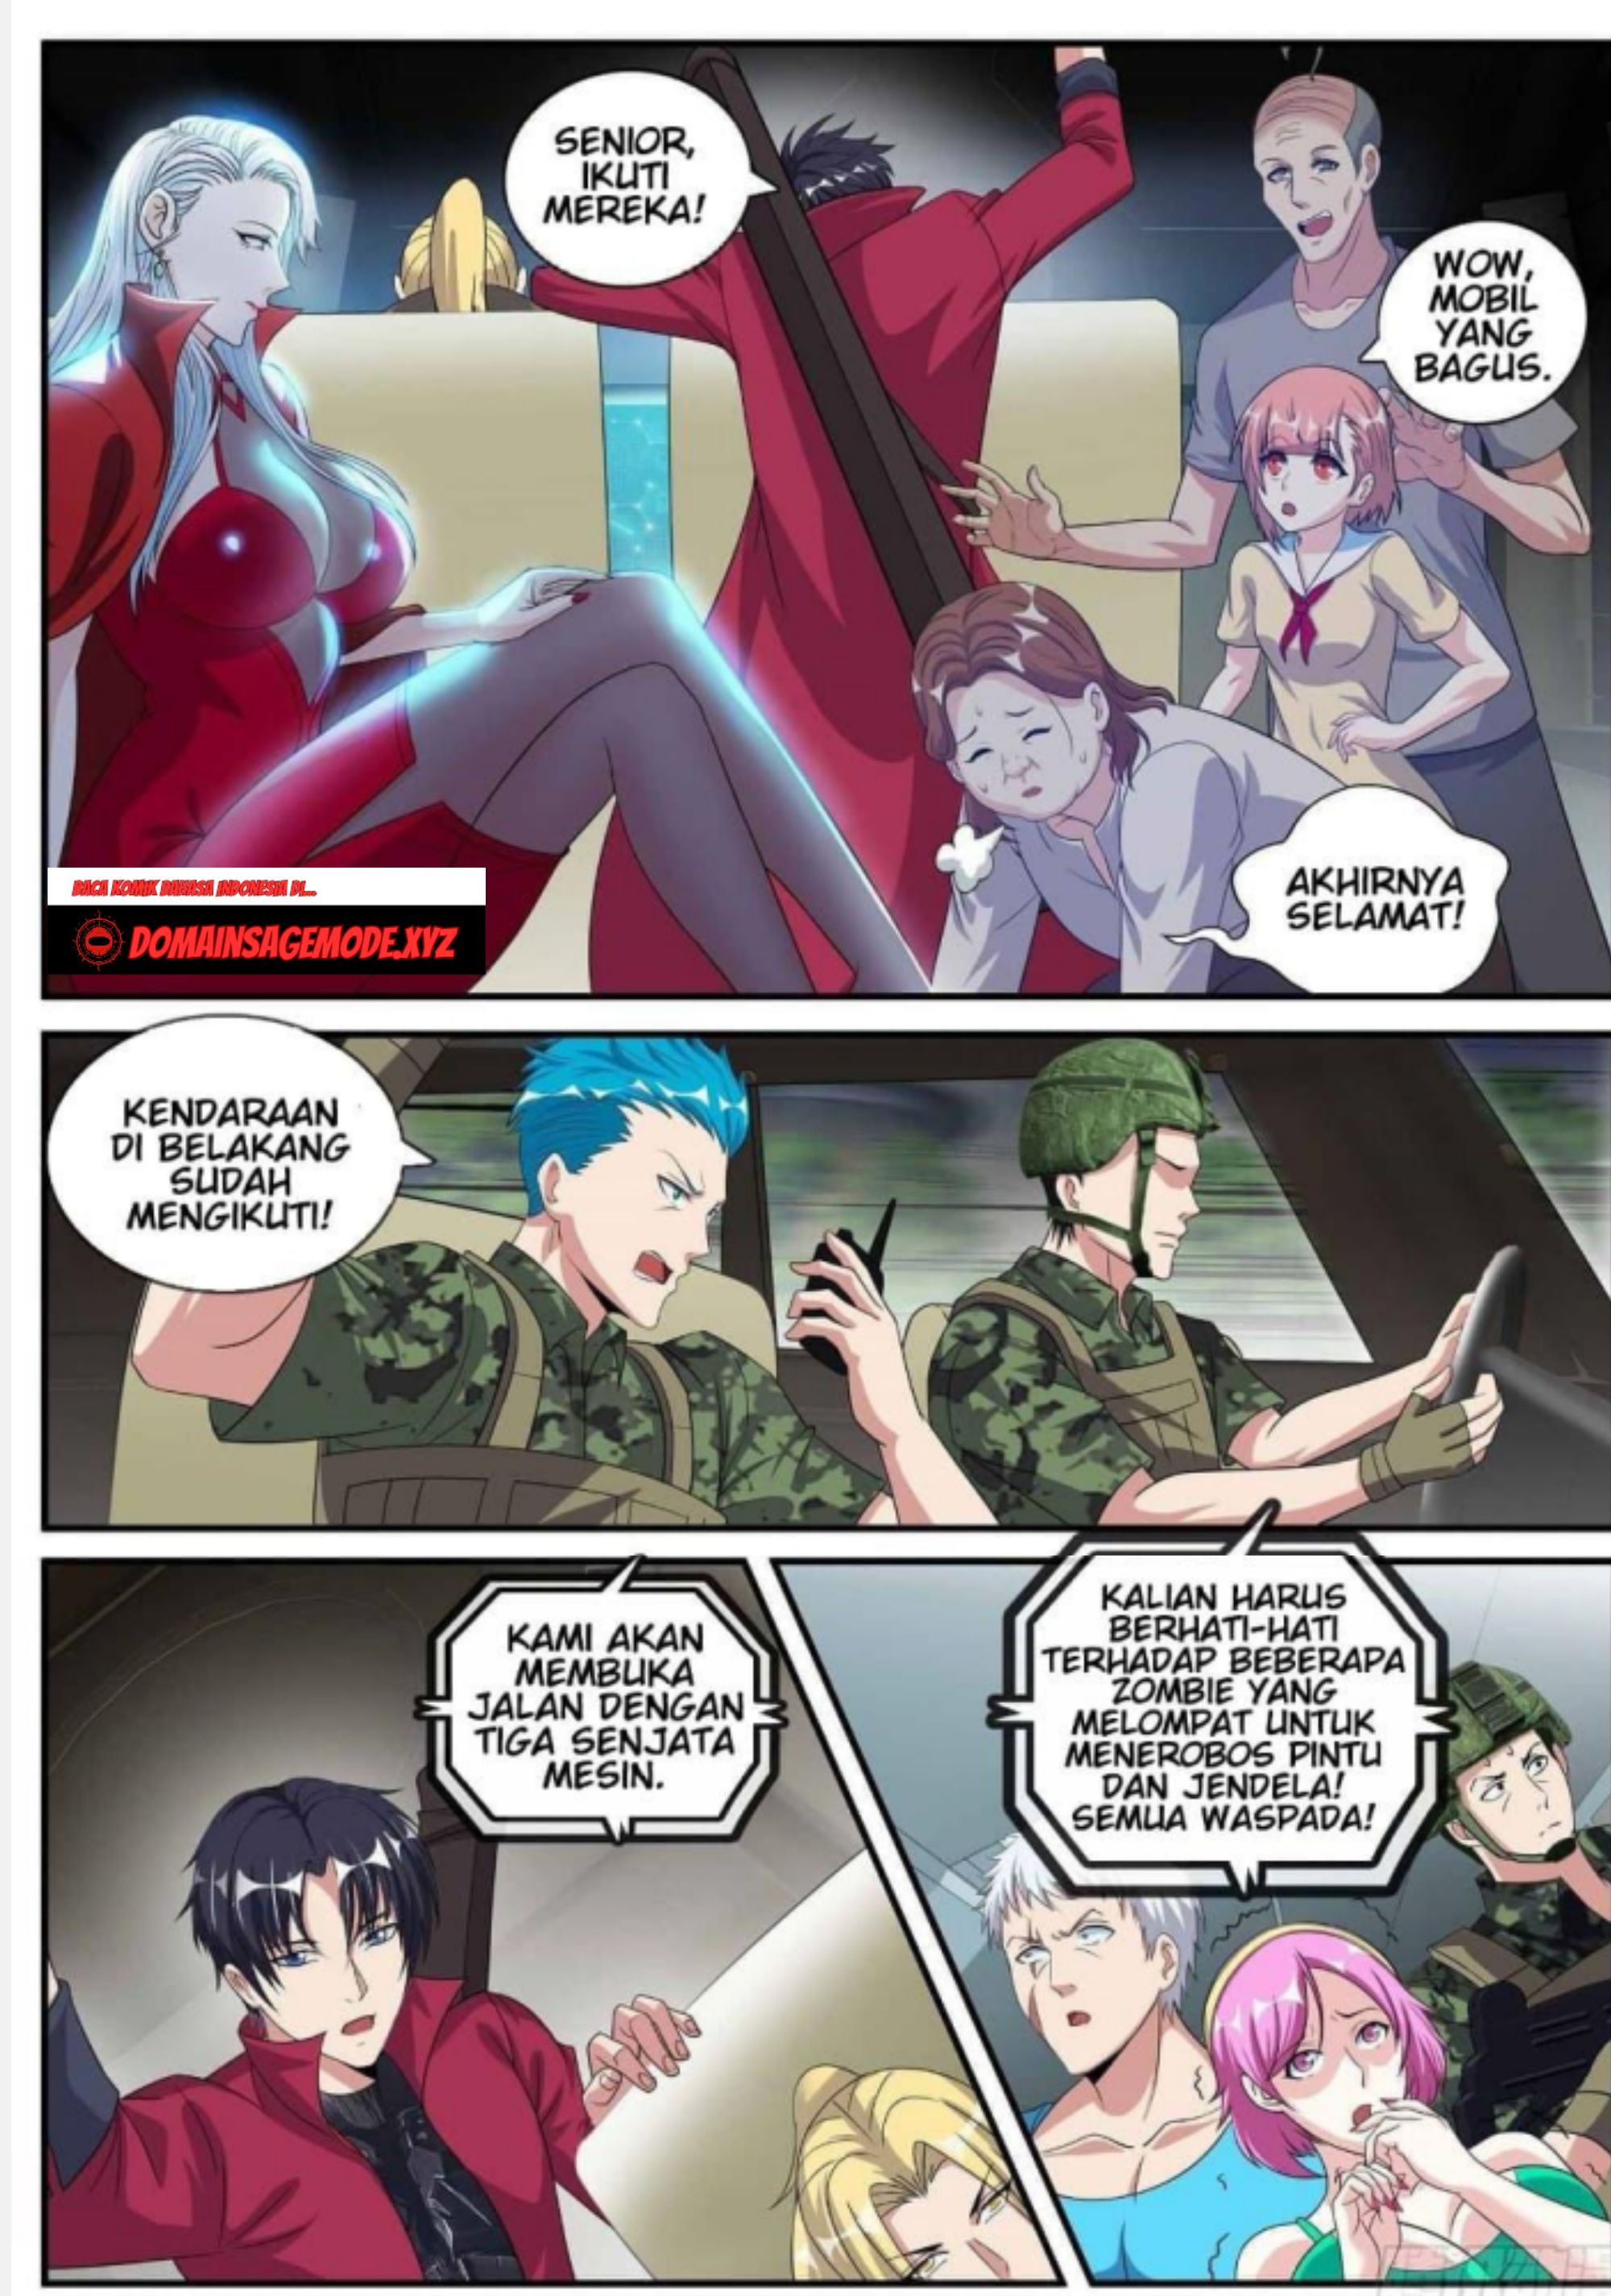 SENIOR,
IKUTI
MEREKA!
WOW,
MOBIL
YANG
BAGUS.
AKHIRNYA
SELAMAT!
BACA KOMIK BAHASA INDONESIA DI...
DOMAINSAGEMODE.XYZ
KENDARAAN
DI BELAKANG
SUDAH
MENGIKUTI!
KAMI AKAN
MEMBUKA
JALAN DENGAN
TIGA SENJATA
MESIN.
KALIAN HARUS
BERHATI-HATI
TERHADAP BEBERAPA
ZOMBIE YANG
MELOMPAT UNTUK
MENEROBOS PINTU
DAN JENDELA!
SEMUA WASPADA!